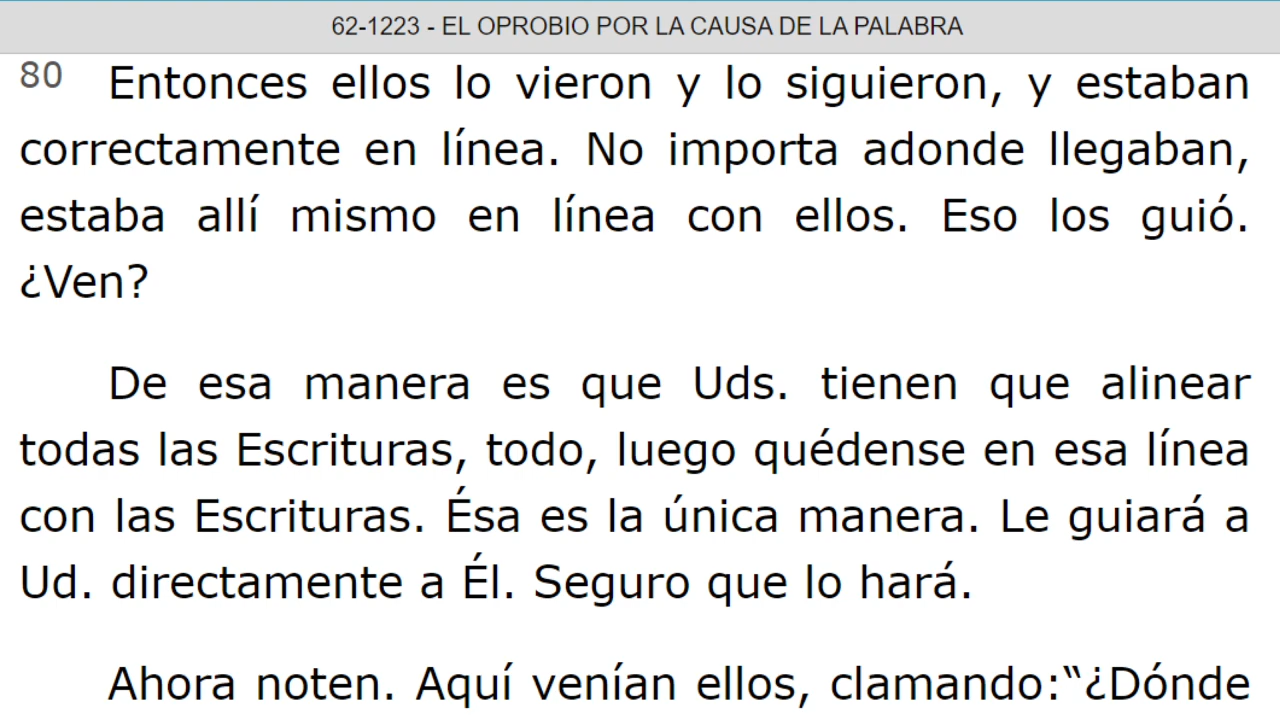 62-1223 - EL OPROBIO POR LA CAUSA DE LA PALABRA
80 Entonces ellos lo vieron y lo siguieron, y estaban
correctamente en línea. No importa adonde llegaban,
estaba allí mismo en línea con ellos. Eso los guió.
¿Ven?
De esa manera es que Uds. tienen que alinear
todas las Escrituras, todo, luego quédense en esa línea
con las Escrituras. Ésa es la única manera. Le guiará a
Ud. directamente a Él. Seguro que lo hará.
Ahora noten. Aquí venían ellos, clamando:“¿Dónde